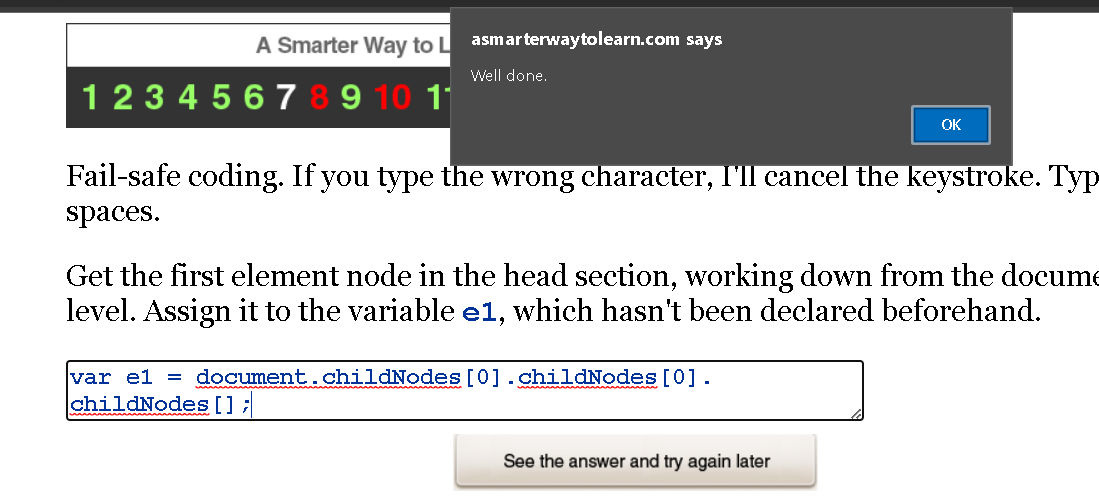 A Smarter Way to L
asmarterwaytolearn.com says
Well done.
1 2 3 4 5 6 7 8 9 10 11
OK
Fail-safe coding. If you type the wrong character, I'll cancel the keystroke. Typ
spaces.
Get the first element node in the head section, working down from the docume
level. Assign it to the variable e1, which hasn't been declared beforehand.
var e1 = document.childNodes[0].childNodes[0].
childNodes[];
See the answer and try again later